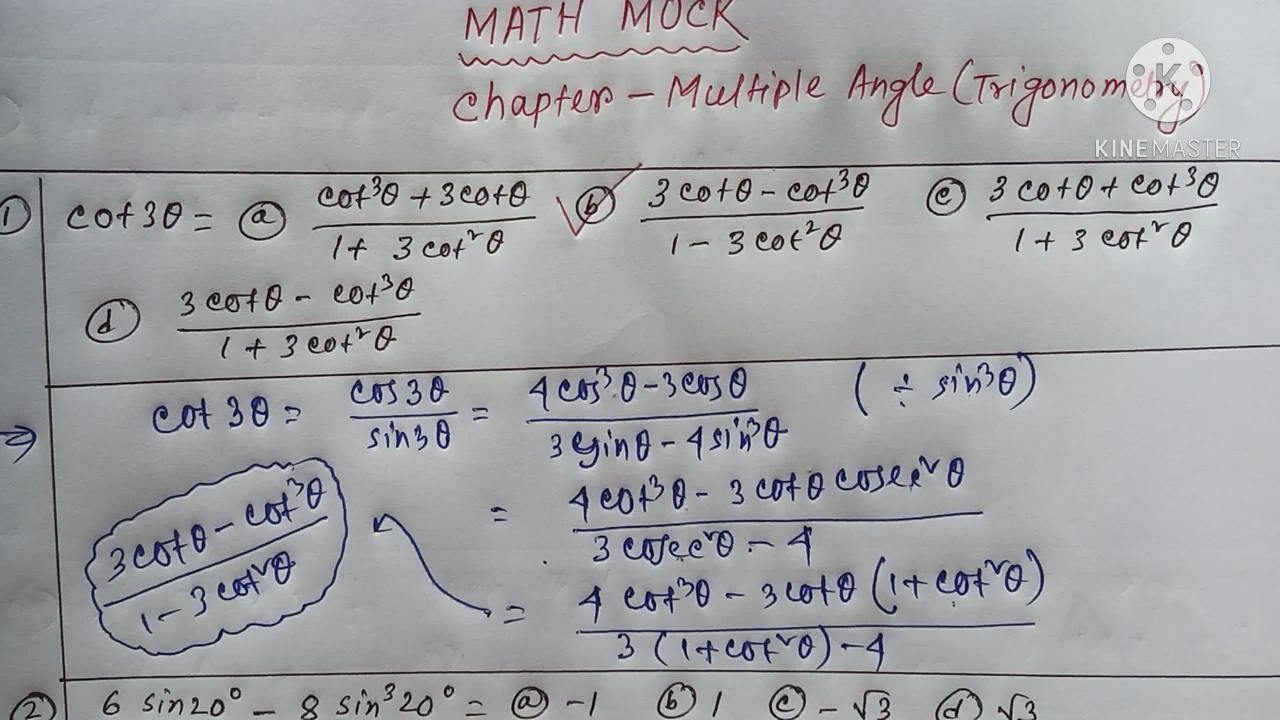 MATH MOCK
Chapter - Multiple Angle (Trigonometry)
KINEMASTER
① cot3θ = ⓐ (cot³θ + 3cotθ)/(1 + 3cot²θ) ⓑ (3cotθ - cot³θ)/(1 - 3cot²θ) ⓒ (3cotθ + cot³θ)/(1 + 3cot²θ)
ⓓ (3cotθ - cot³θ)/(1 + 3cot²θ)
⇒ cot3θ = cos3θ/sin3θ = (4cos³θ - 3cosθ)/(3sinθ - 4sin³θ) (÷ sin³θ)
= (4cot³θ - 3cotθcosec²θ)/(3cosec²θ - 4)
= (4cot³θ - 3cotθ(1+cot²θ))/(3(1+cot²θ) - 4)
(3cotθ - cot³θ)/(1 - 3cot²θ)
② 6 sin20° - 8 sin³20° = ⓐ -1 ⓑ 1 ⓒ -√3 ⓓ √3